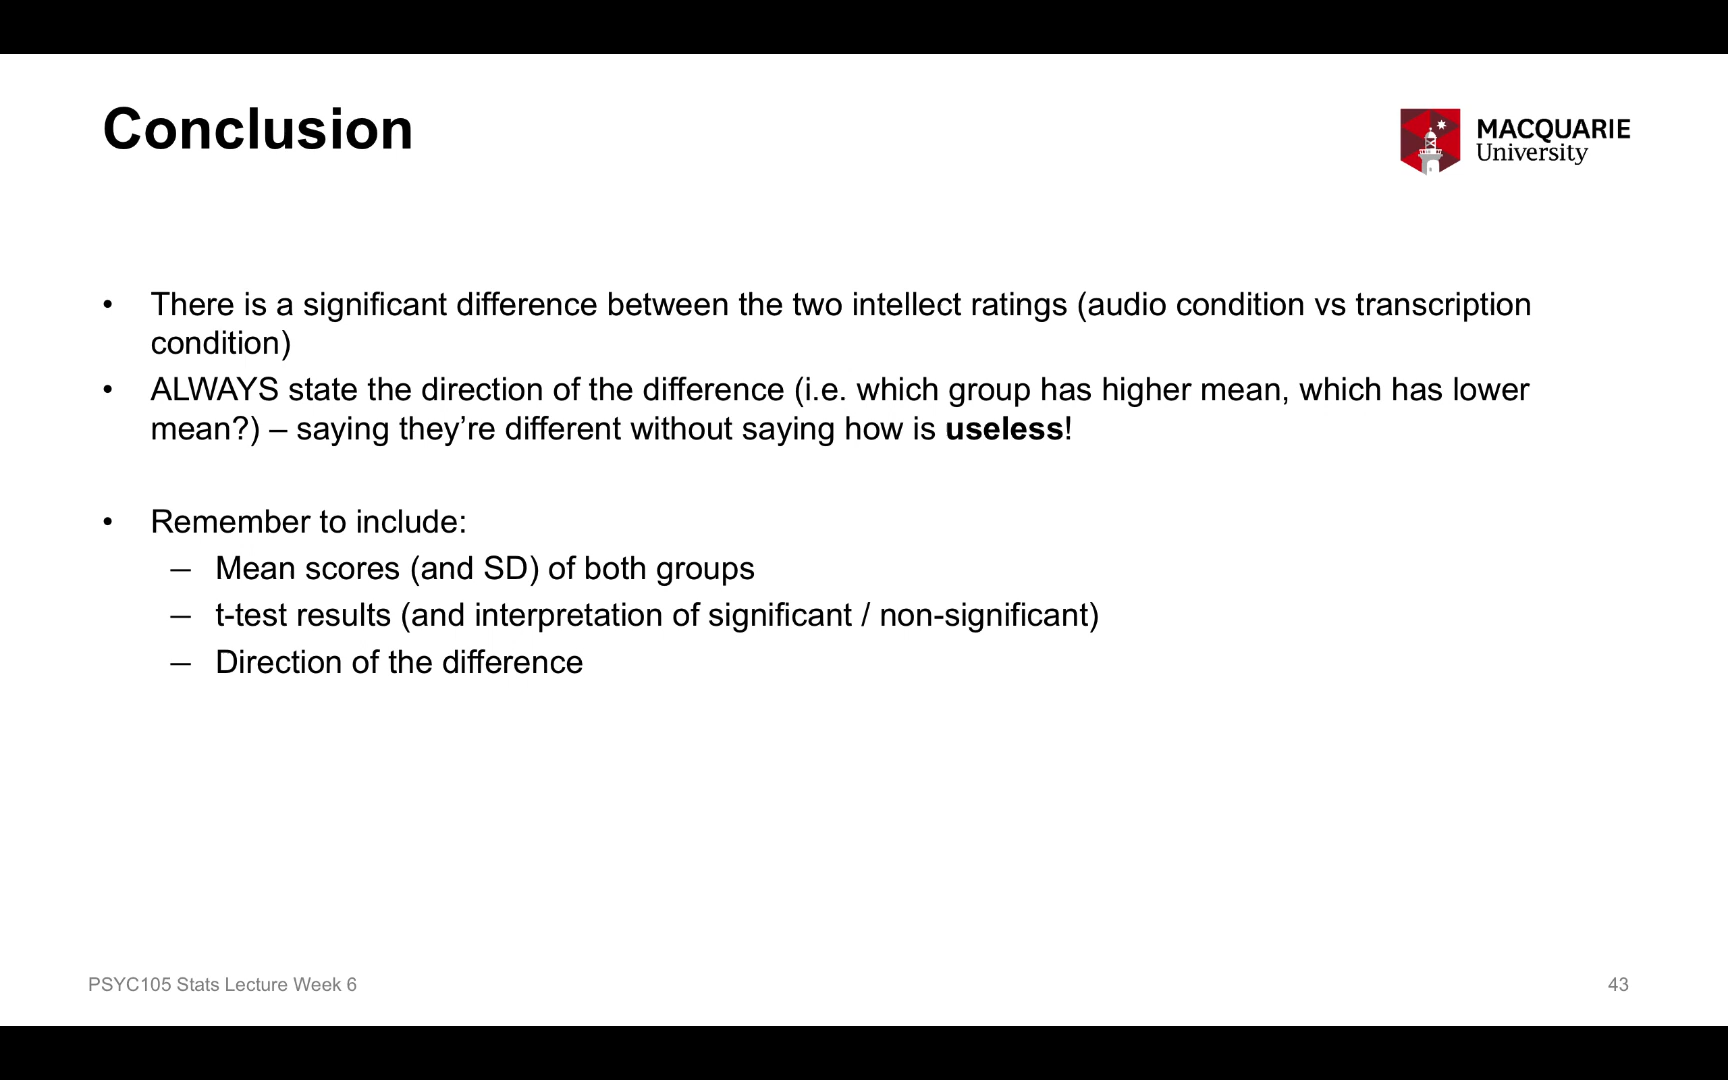 Conclusion
MACQUARIE
University
• There is a significant difference between the two intellect ratings (audio condition vs transcription
condition)
• ALWAYS state the direction of the difference (i.e. which group has higher mean, which has lower
mean?) – saying they’re different without saying how is useless!
• Remember to include:
– Mean scores (and SD) of both groups
– t-test results (and interpretation of significant / non-significant)
– Direction of the difference
PSYC105 Stats Lecture Week 6
43